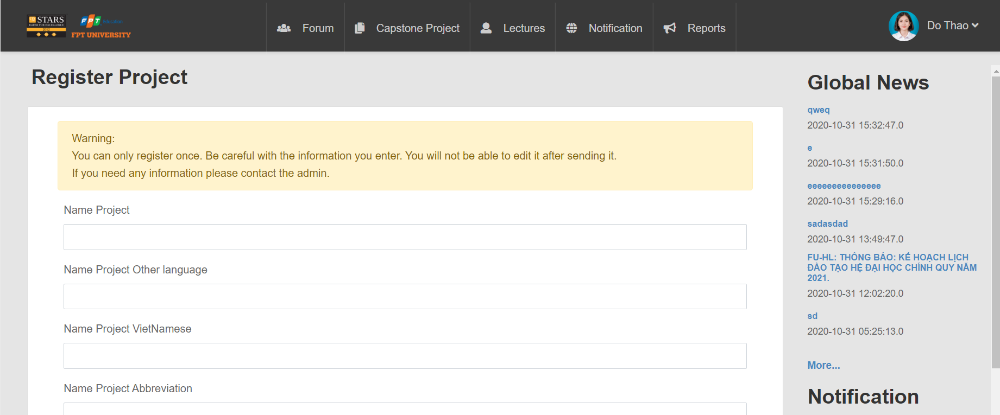 STARS
RATED FOR EXCELLENCE
2012
FPT Education
FPT UNIVERSITY
Forum
Capstone Project
Lectures
Notification
Reports
Do Thao
Register Project
Warning:
You can only register once. Be careful with the information you enter. You will not be able to edit it after sending it.
If you need any information please contact the admin.
Name Project
Name Project Other language
Name Project VietNamese
Name Project Abbreviation
Global News
qweq
2020-10-31 15:32:47.0
e
2020-10-31 15:31:50.0
eeeeeeeeeeeeeee
2020-10-31 15:29:16.0
sadasdad
2020-10-31 13:49:47.0
FU-HL: THÔNG BÁO: KẾ HOẠCH LỊCH
ĐÀO TẠO HỆ ĐẠI HỌC CHÍNH QUY NĂM
2021.
2020-10-31 12:02:20.0
sd
2020-10-31 05:25:13.0
More...
Notification